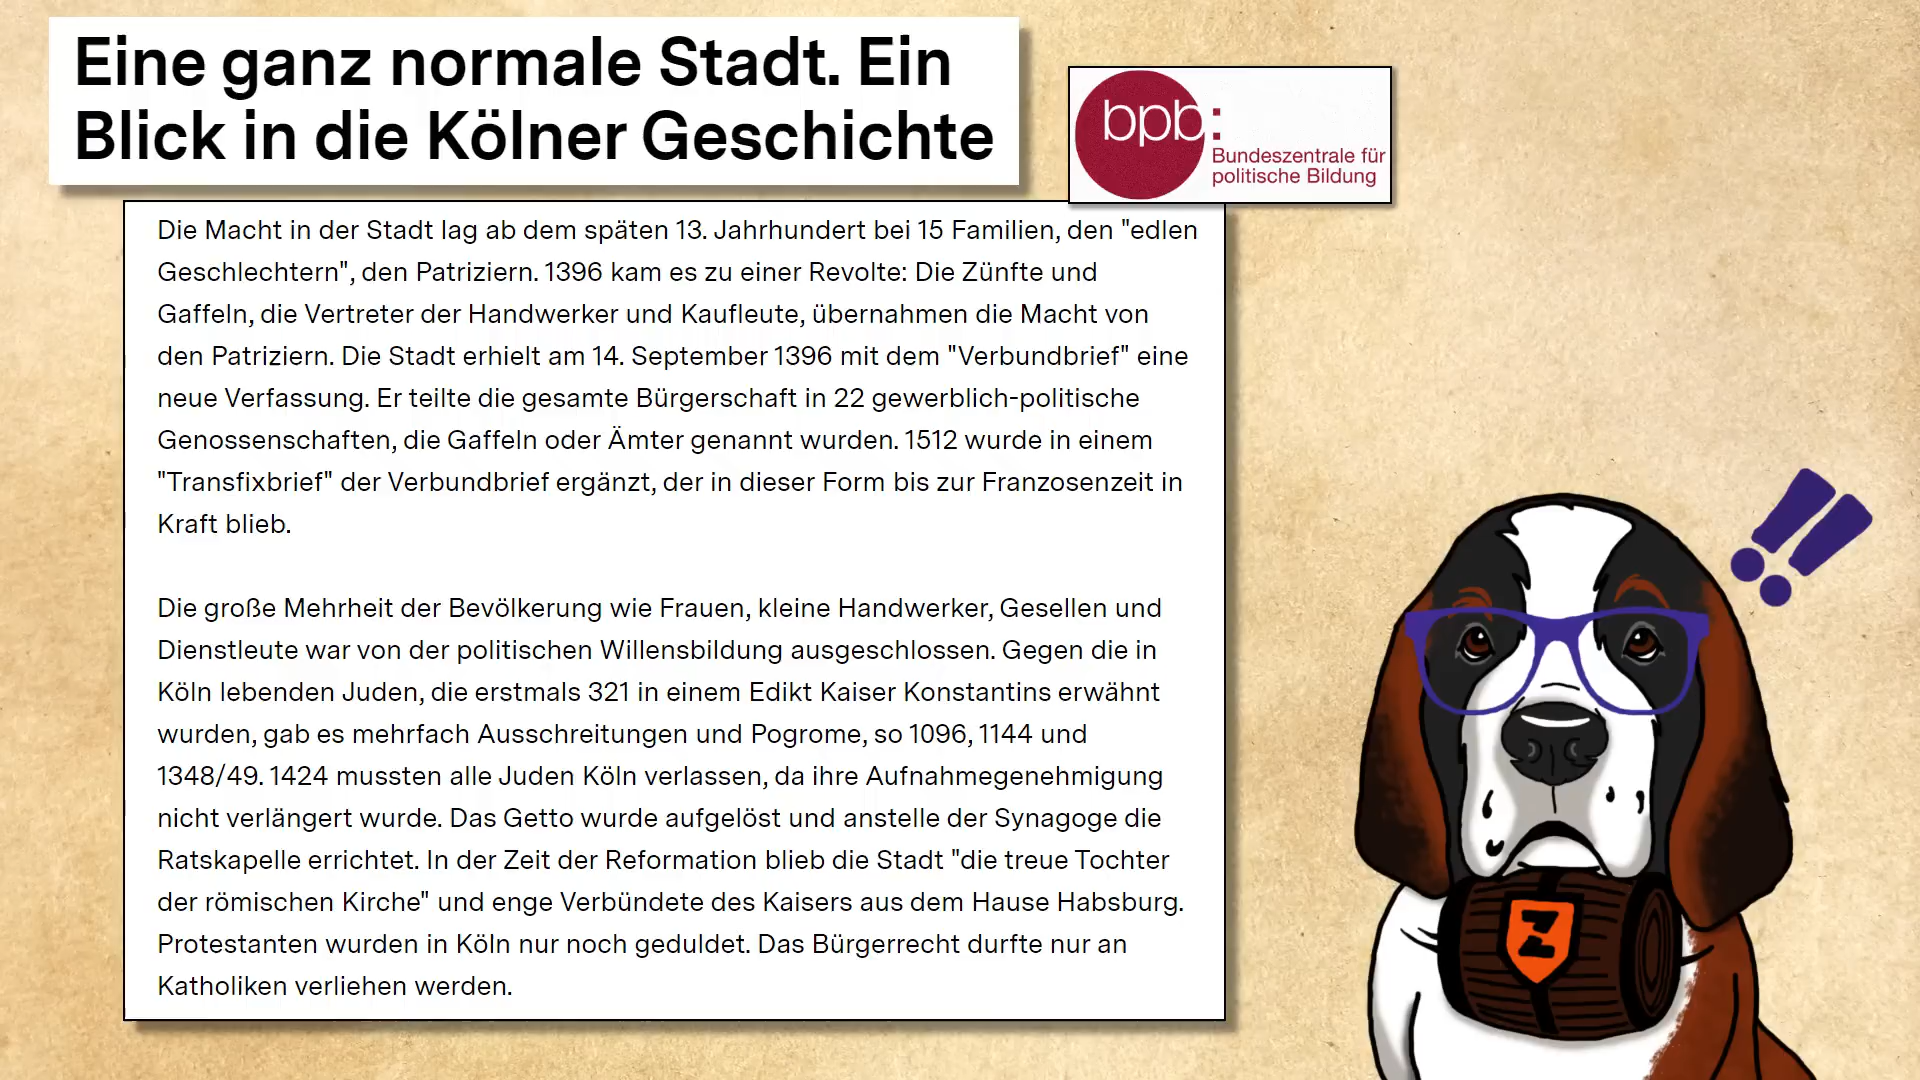 Eine ganz normale Stadt. Ein
Blick in die Kölner Geschichte
bpb:
Bundeszentrale für
politische Bildung
Die Macht in der Stadt lag ab dem späten 13. Jahrhundert bei 15 Familien, den "edlen
Geschlechtern", den Patriziern. 1396 kam es zu einer Revolte: Die Zünfte und
Gaffeln, die Vertreter der Handwerker und Kaufleute, übernahmen die Macht von
den Patriziern. Die Stadt erhielt am 14. September 1396 mit dem "Verbundbrief" eine
neue Verfassung. Er teilte die gesamte Bürgerschaft in 22 gewerblich-politische
Genossenschaften, die Gaffeln oder Ämter genannt wurden. 1512 wurde in einem
"Transfixbrief" der Verbundbrief ergänzt, der in dieser Form bis zur Franzosenzeit in
Kraft blieb.
Die große Mehrheit der Bevölkerung wie Frauen, kleine Handwerker, Gesellen und
Dienstleute war von der politischen Willensbildung ausgeschlossen. Gegen die in
Köln lebenden Juden, die erstmals 321 in einem Edikt Kaiser Konstantins erwähnt
wurden, gab es mehrfach Ausschreitungen und Pogrome, so 1096, 1144 und
1348/49. 1424 mussten alle Juden Köln verlassen, da ihre Aufnahmegenehmigung
nicht verlängert wurde. Das Getto wurde aufgelöst und anstelle der Synagoge die
Ratskapelle errichtet. In der Zeit der Reformation blieb die Stadt "die treue Tochter
der römischen Kirche" und enge Verbündete des Kaisers aus dem Hause Habsburg.
Protestanten wurden in Köln nur noch geduldet. Das Bürgerrecht durfte nur an
Katholiken verliehen werden.
!!
Z